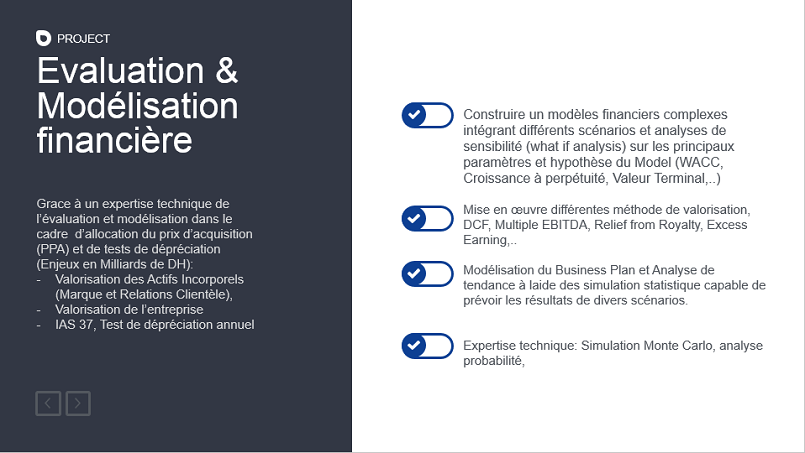 PROJECT
Evaluation &
Modélisation
financière
Grace à un expertise technique de
l’évaluation et modélisation dans le
cadre d’allocation du prix d’acquisition
(PPA) et de tests de dépréciation
(Enjeux en Milliards de DH):
- Valorisation des Actifs Incorporels
(Marque et Relations Clientèle),
- Valorisation de l’entreprise
- IAS 37, Test de dépréciation annuel
Construire un modèles financiers complexes
intégrant différents scénarios et analyses de
sensibilité (what if analysis) sur les principaux
paramètres et hypothèse du Model (WACC,
Croissance à perpétuité, Valeur Terminal,..)
Mise en œuvre différentes méthode de valorisation,
DCF, Multiple EBITDA, Relief from Royalty, Excess
Earning,..
Modélisation du Business Plan et Analyse de
tendance à laide des simulation statistique capable de
prévoir les résultats de divers scénarios.
Expertise technique: Simulation Monte Carlo, analyse
probabilité,